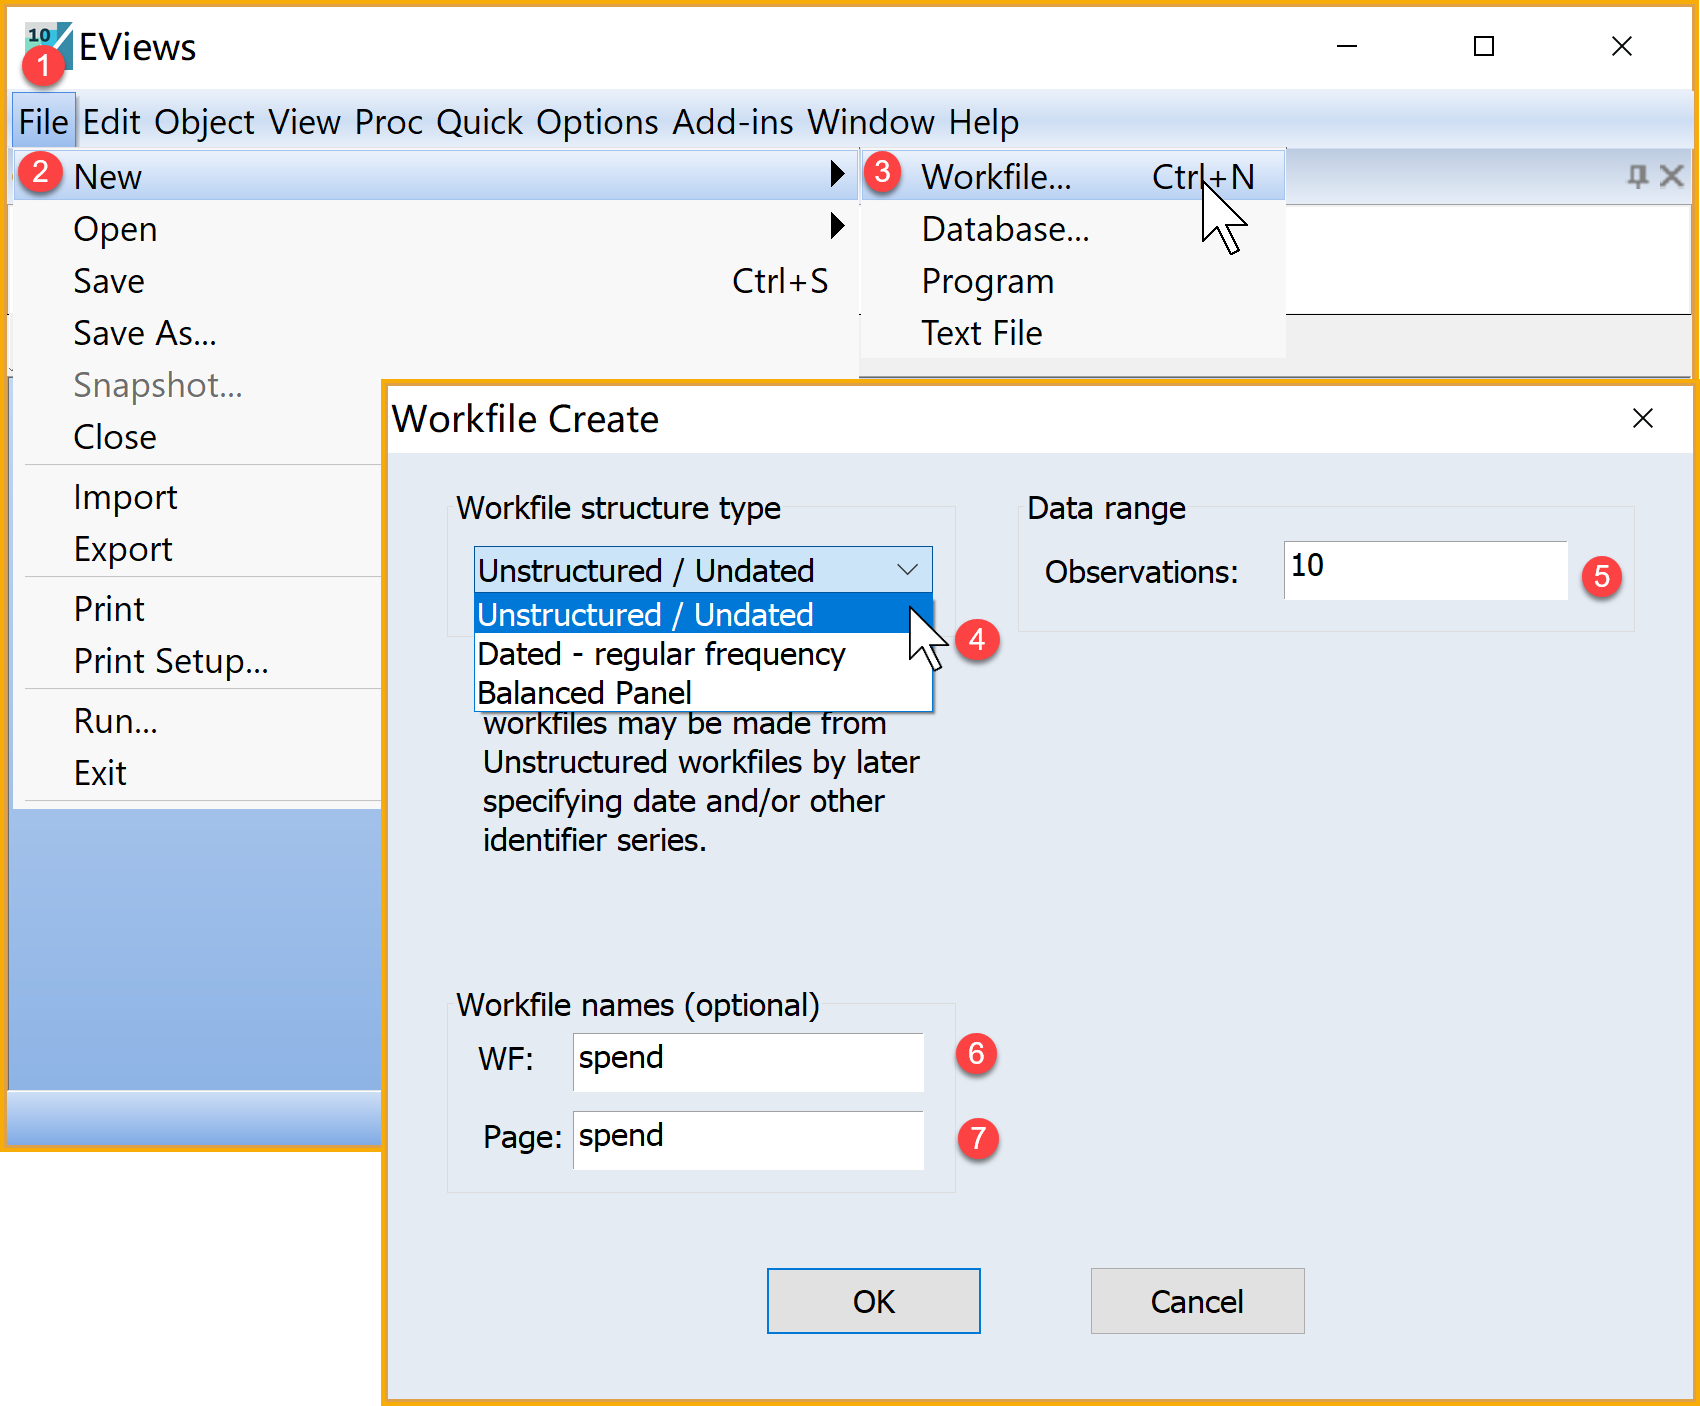 10
EViews
1
File Edit Object View Proc Quick Options Add-ins Window Help
2 New
3 Workfile... Ctrl+N
Open
Database...
Save Ctrl+S
Program
Save As...
Text File
Snapshot...
Close
Import
Export
Print
Print Setup...
Run...
Exit
Workfile Create
Workfile structure type
Unstructured / Undated
Unstructured / Undated
4
Dated - regular frequency
Balanced Panel
workfiles may be made from
Unstructured workfiles by later
specifying date and/or other
identifier series.
Data range
Observations: 10 5
Workfile names (optional)
WF: spend 6
Page: spend 7
OK Cancel